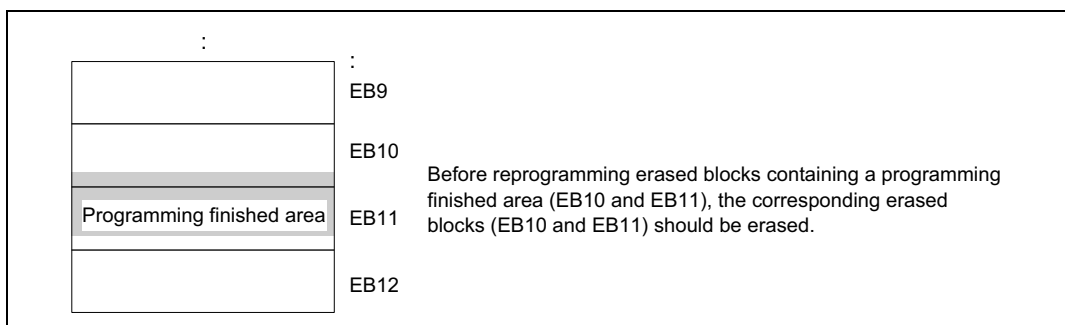 :
:
EB9
EB10
Before reprogramming erased blocks containing a programming
finished area (EB10 and EB11), the corresponding erased
blocks (EB10 and EB11) should be erased.
Programming finished area
EB11
EB12